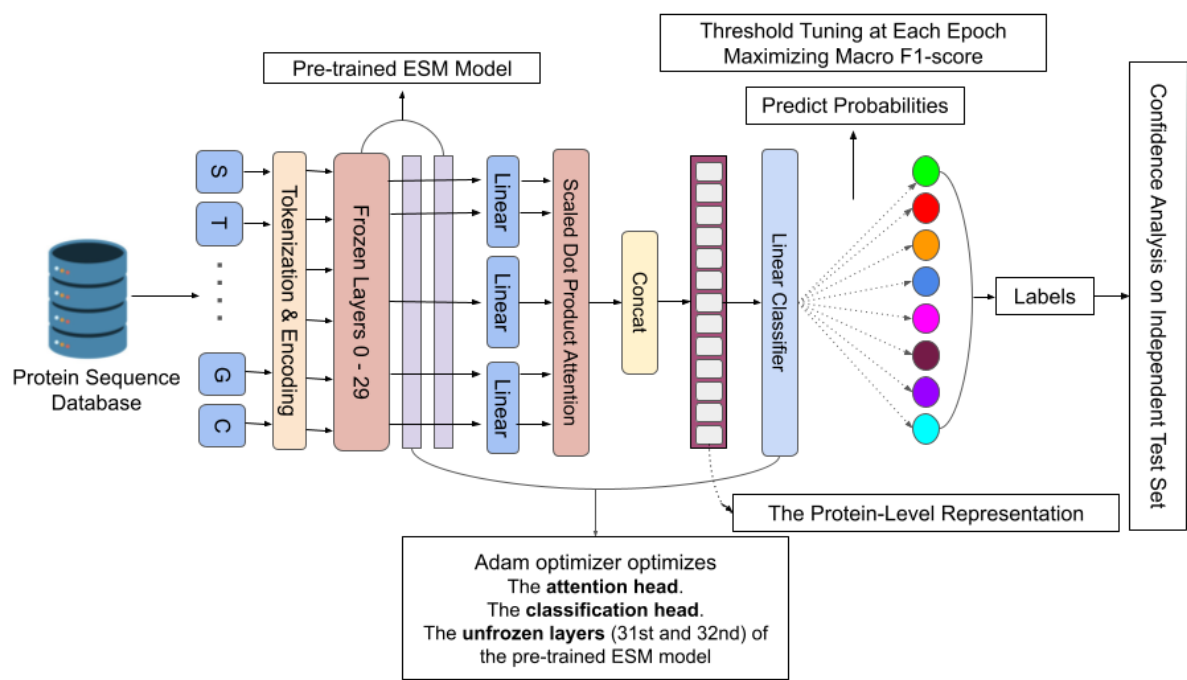 Threshold Tuning at Each Epoch
Maximizing Macro F1-score
Pre-trained ESM Model
Predict Probabilities
S
T
G
C
Protein Sequence
Database
Tokenization & Encoding
Frozen Layers 0 - 29
Linear
Linear
Linear
Scaled Dot Product Attention
Concat
Linear Classifier
Labels
Confidence Analysis on Independent Test Set
The Protein-Level Representation
Adam optimizer optimizes
The attention head.
The classification head.
The unfrozen layers (31st and 32nd) of
the pre-trained ESM model